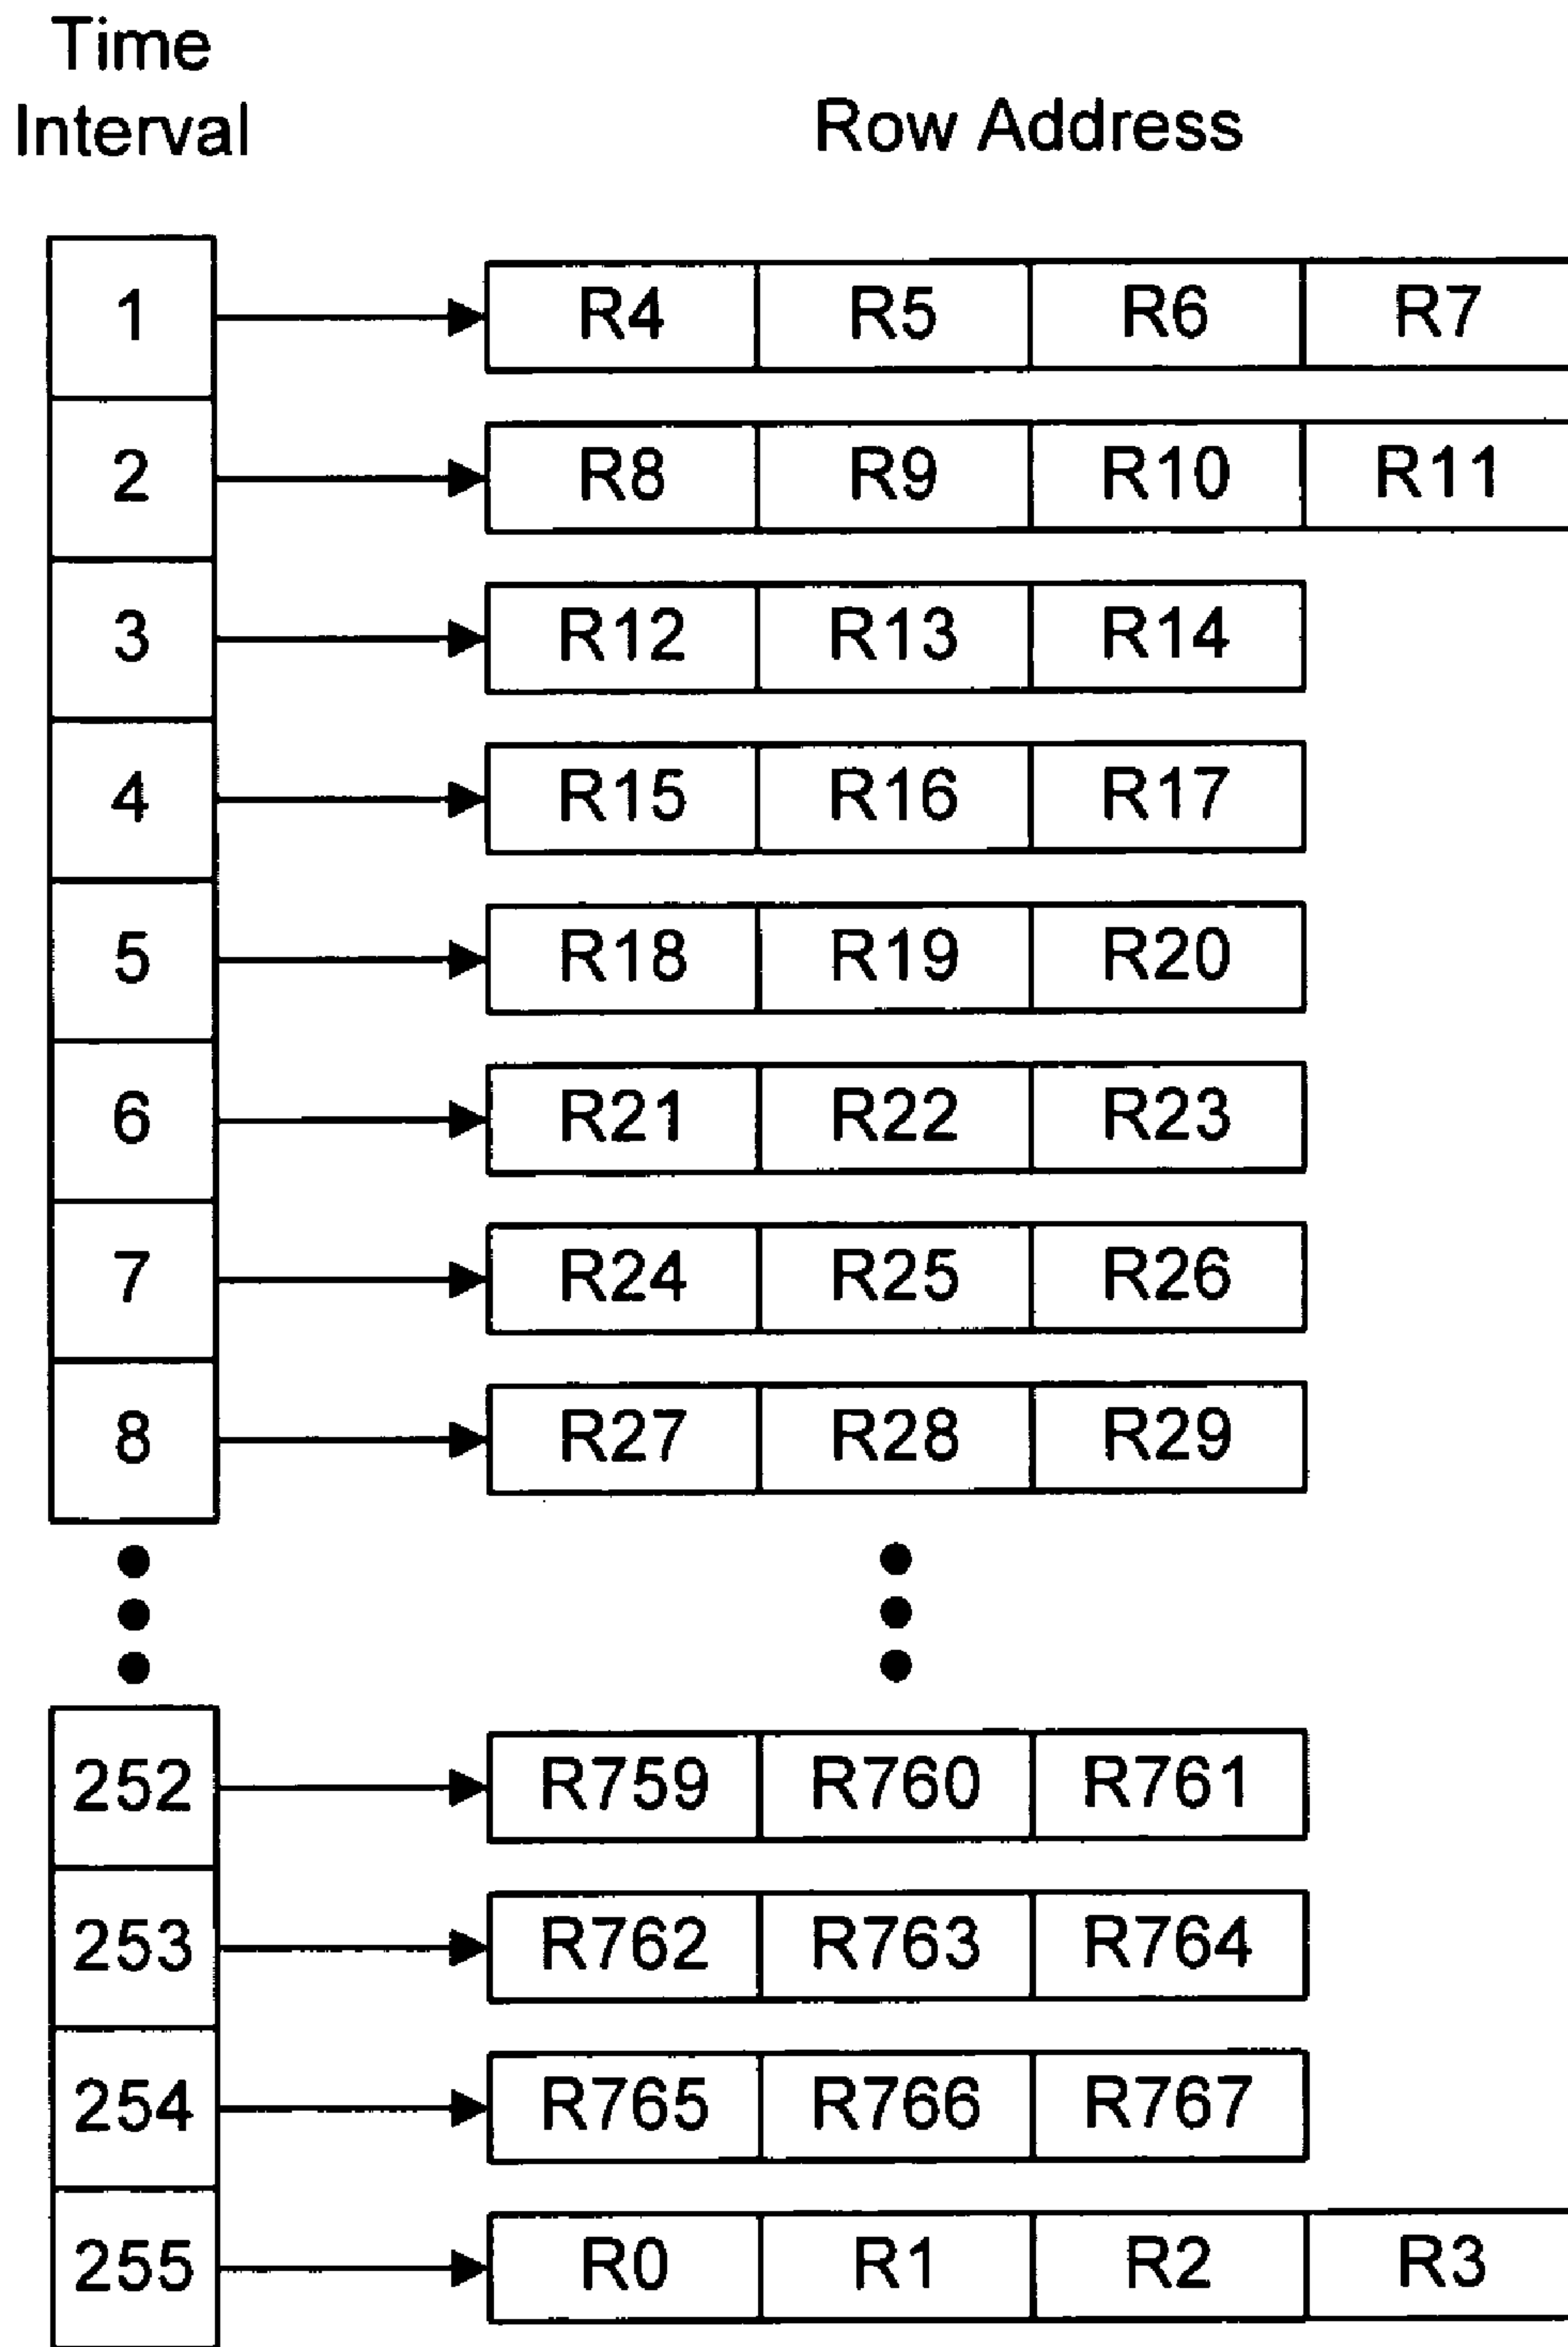 Time
Interval
Row Address
1 R4 R5 R6 R7
2 R8 R9 R10 R11
3 R12 R13 R14
4 R15 R16 R17
5 R18 R19 R20
6 R21 R22 R23
7 R24 R25 R26
8 R27 R28 R29
252 R759 R760 R761
253 R762 R763 R764
254 R765 R766 R767
255 R0 R1 R2 R3